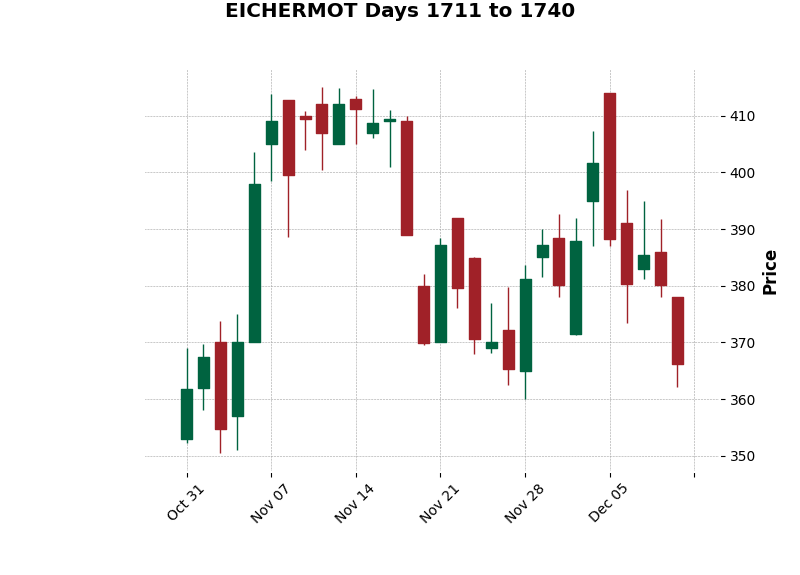 EICHERMOT Days 1711 to 1740
410
400
390
380
370
360
350
Price
Oct 31
Nov 07
Nov 14
Nov 21
Nov 28
Dec 05